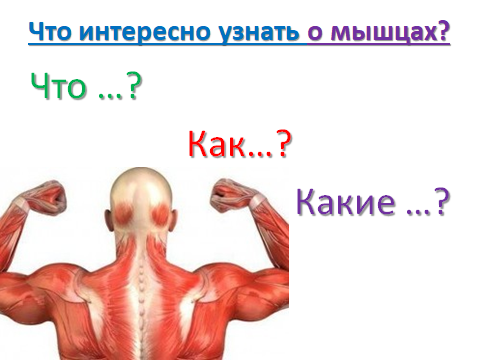 Что интересно узнать о мышцах?
Что ...?
Как...?
Какие ...?